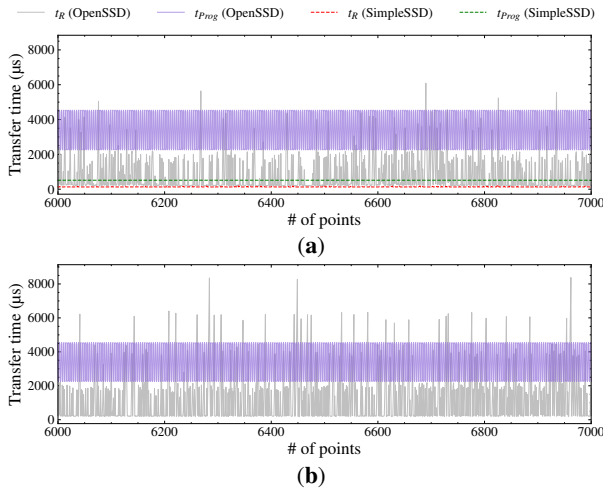 t_R (OpenSSD) t_Prog (OpenSSD) t_R (SimpleSSD) t_Prog (SimpleSSD)
8000
6000
4000
2000
0
Transfer time (μs)
6000 6200 6400 6600 6800 7000
# of points
(a)
8000
6000
4000
2000
0
Transfer time (μs)
6000 6200 6400 6600 6800 7000
# of points
(b)